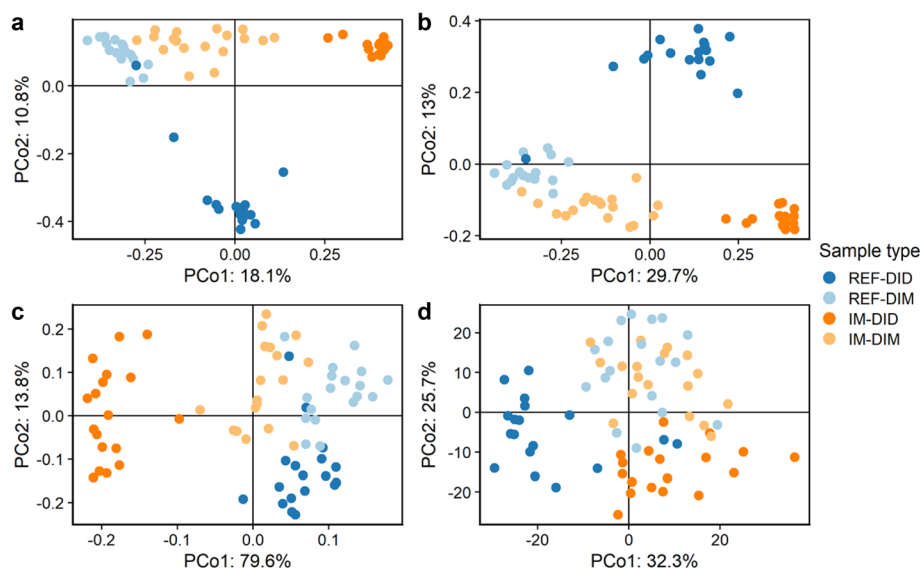 a
0.0
-0.2
-0.4
PCo2: 10.8%
-0.25
0.00
0.25
PCo1: 18.1%
b
0.4
0.2
0.0
-0.2
PCo2: 13%
-0.25
0.00
0.25
PCo1: 29.7%
c
0.2
0.1
0.0
-0.1
-0.2
PCo2: 13.8%
-0.2
-0.1
0.0
0.1
PCo1: 79.6%
d
20
10
0
-10
-20
PCo2: 25.7%
-20
0
20
PCo1: 32.3%
Sample type
REF-DID
REF-DIM
IM-DID
IM-DIM